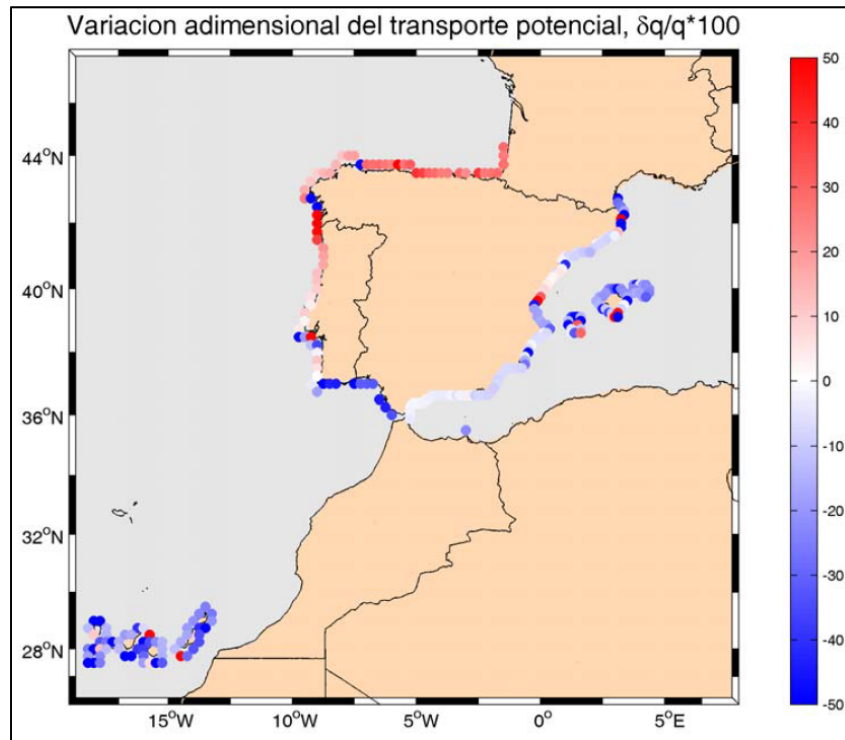 Variacion adimensional del transporte potencial, δq/q*100
50
40
30
20
10
0
-10
-20
-30
-40
-50
44°N
40°N
36°N
32°N
28°N
15°W 10°W 5°W 0° 5°E